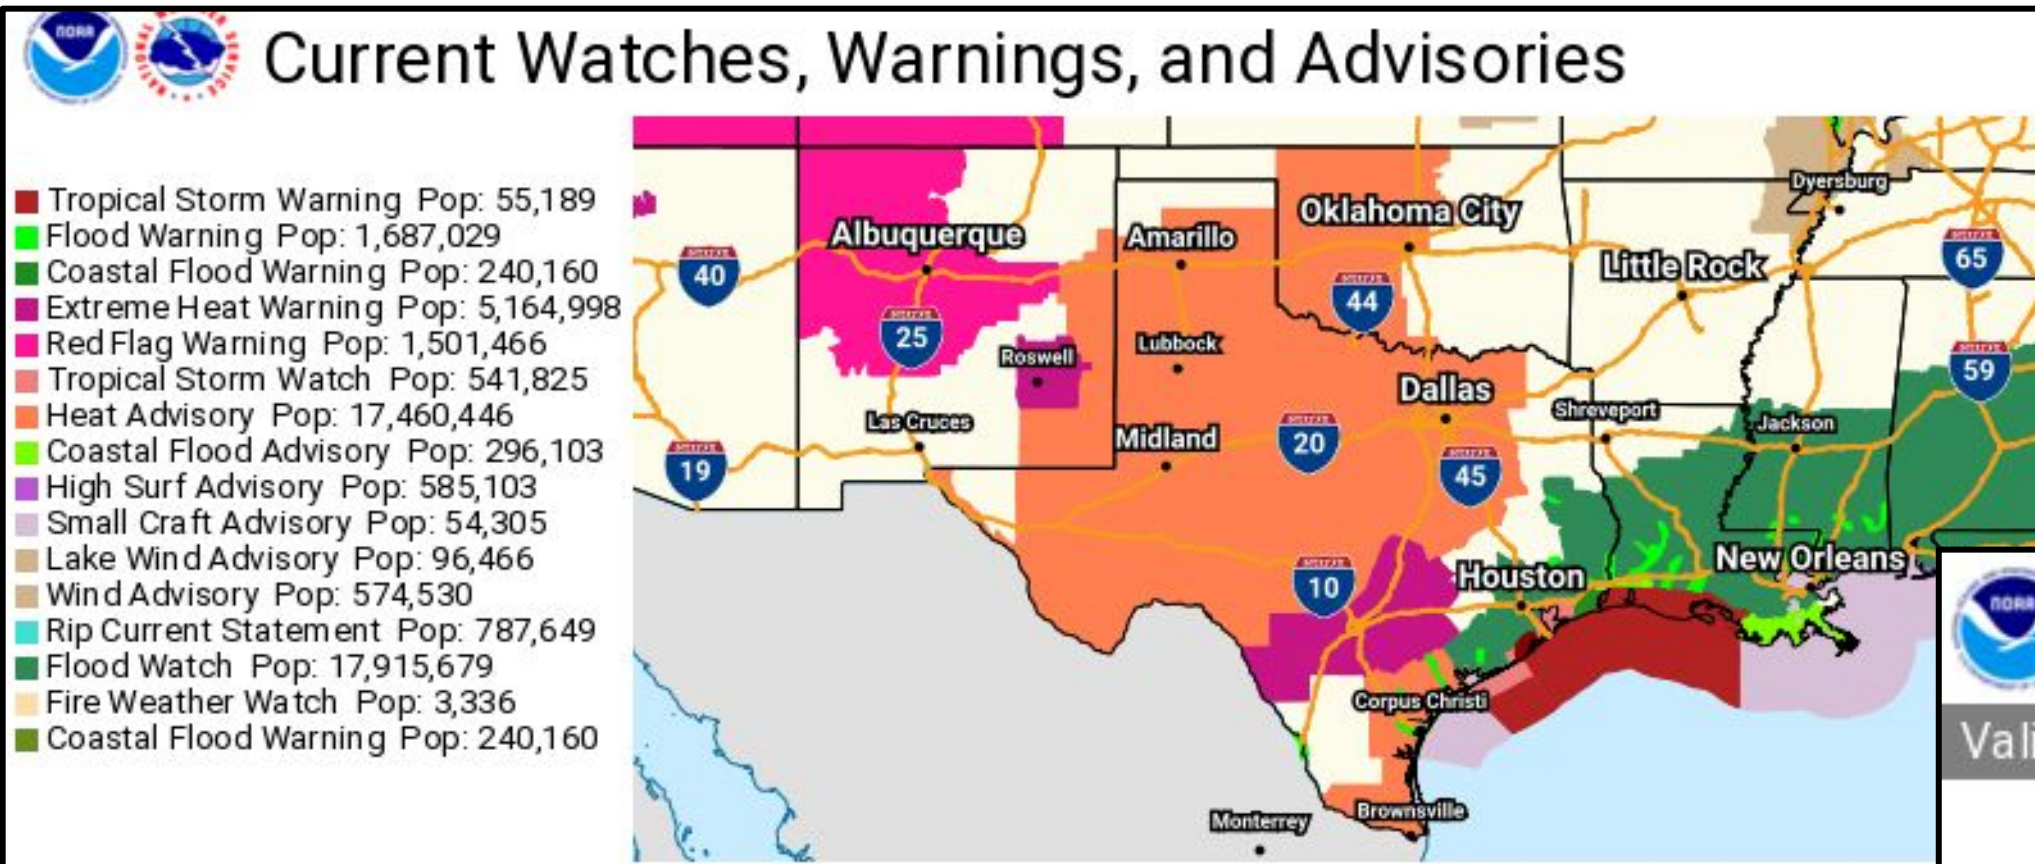 NOAA
Current Watches, Warnings, and Advisories
Tropical Storm Warning Pop: 55,189
Flood Warning Pop: 1,687,029
Coastal Flood Warning Pop: 240,160
Extreme Heat Warning Pop: 5,164,998
Red Flag Warning Pop: 1,501,466
Tropical Storm Watch Pop: 541,825
Heat Advisory Pop: 17,460,446
Coastal Flood Advisory Pop: 296,103
High Surf Advisory Pop: 585,103
Small Craft Advisory Pop: 54,305
Lake Wind Advisory Pop: 96,466
Wind Advisory Pop: 574,530
Rip Current Statement Pop: 787,649
Flood Watch Pop: 17,915,679
Fire Weather Watch Pop: 3,336
Coastal Flood Warning Pop: 240,160
Dyersburg
Oklahoma City
Albuquerque
Amarillo
65
Little Rock
40
44
25
Lubbock
Roswell
59
Dallas
Shreveport
Las Cruces
Jackson
Midland
20
19
45
New Orleans
Houston
10
NOAA
Corpus Christi
Vali
Brownsville
Monterrey